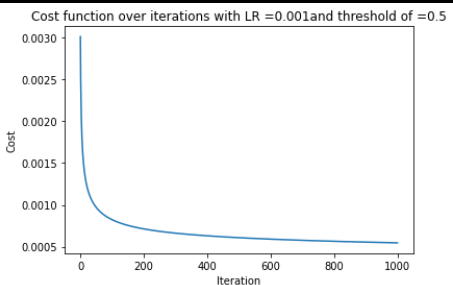 Cost function over iterations with LR =0.001and threshold of =0.5
0.0030
0.0025
0.0020
0.0015
0.0010
0.0005
Cost
0 200 400 600 800 1000
Iteration